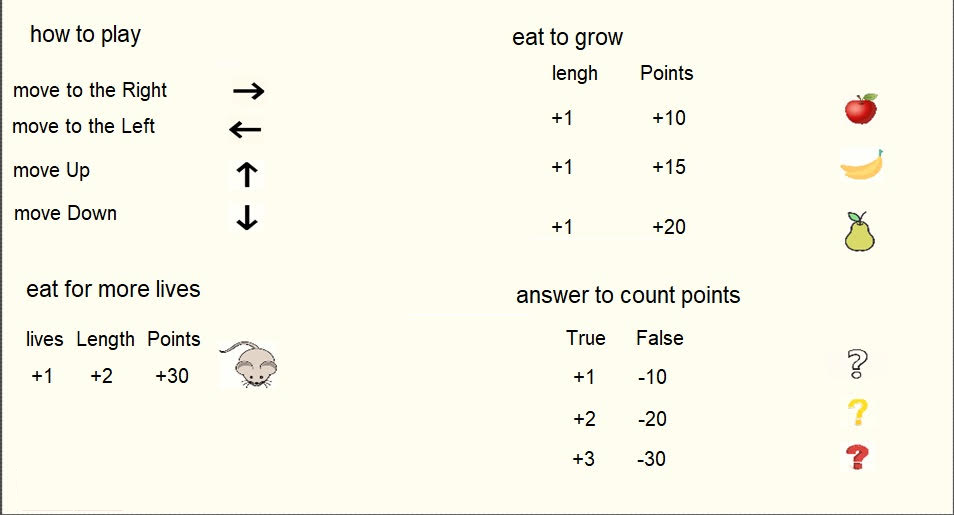 how to play
move to the Right →
move to the Left ←
move Up ↑
move Down ↓
eat for more lives
lives Length Points
+1 +2 +30
eat to grow
lengh Points
+1 +10
+1 +15
+1 +20
answer to count points
True False
+1 -10 ?
+2 -20 ?
+3 -30 ?